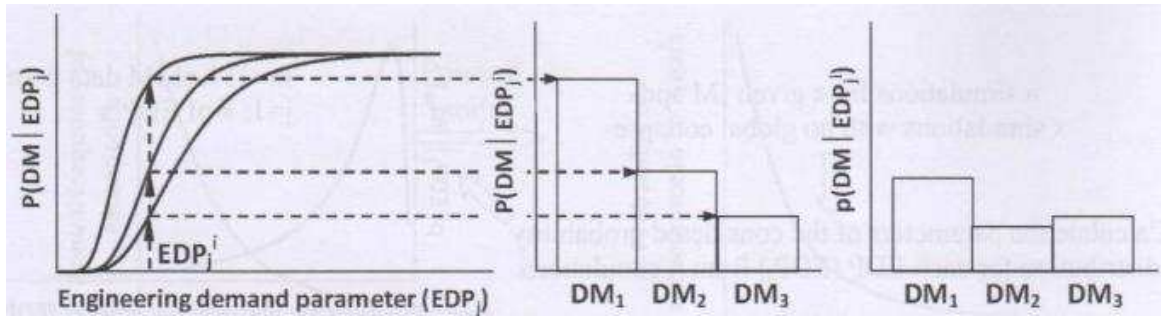 P(DM | EDPj)
EDPjⁱ
Engineering demand parameter (EDPj)
P(DM | EDPjⁱ)
DM₁ DM₂ DM₃
p(DM | EDPjⁱ)
DM₁ DM₂ DM₃